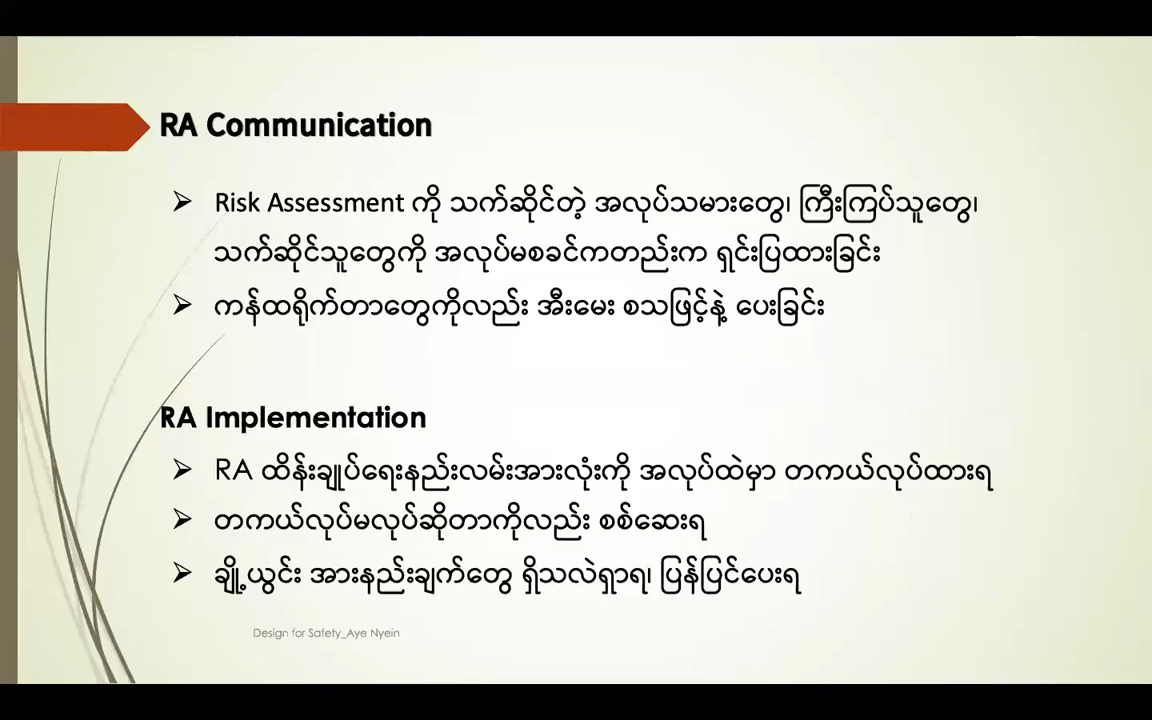 RA Communication
➢ Risk Assessment ကို သက်ဆိုင်တဲ့ အလုပ်သမားတွေ၊ ကြီးကြပ်သူတွေ၊
သက်ဆိုင်သူတွေကို အလုပ်မစခင်ကတည်းက ရှင်းပြထားခြင်း
➢ ကန်ထရိုက်တာတွေကိုလည်း အီးမေး စသဖြင့်နဲ့ ပေးခြင်း
RA Implementation
➢ RA ထိန်းချုပ်ရေးနည်းလမ်းအားလုံးကို အလုပ်ထဲမှာ တကယ်လုပ်ထားရ
➢ တကယ်လုပ်မလုပ်ဆိုတာကိုလည်း စစ်ဆေးရ
➢ ချို့ယွင်း အားနည်းချက်တွေ ရှိသလဲရှာရ၊ ပြန်ပြင်ပေးရ
Design for Safety_Aye Nyein